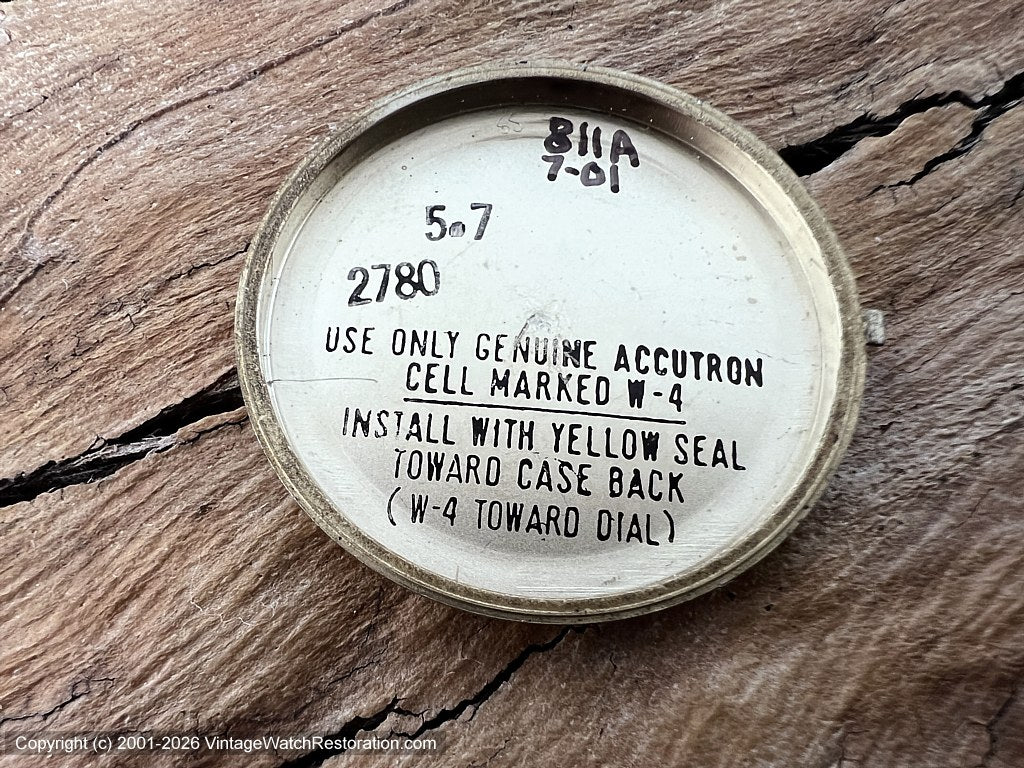 811A
7-01
5.7
2780
USE ONLY GENUINE ACCUTRON
CELL MARKED W-4
INSTALL WITH YELLOW SEAL
TOWARD CASE BACK
(W-4 TOWARD DIAL)
Copyright (c) 2001-2026 VintageWatchRestoration.com